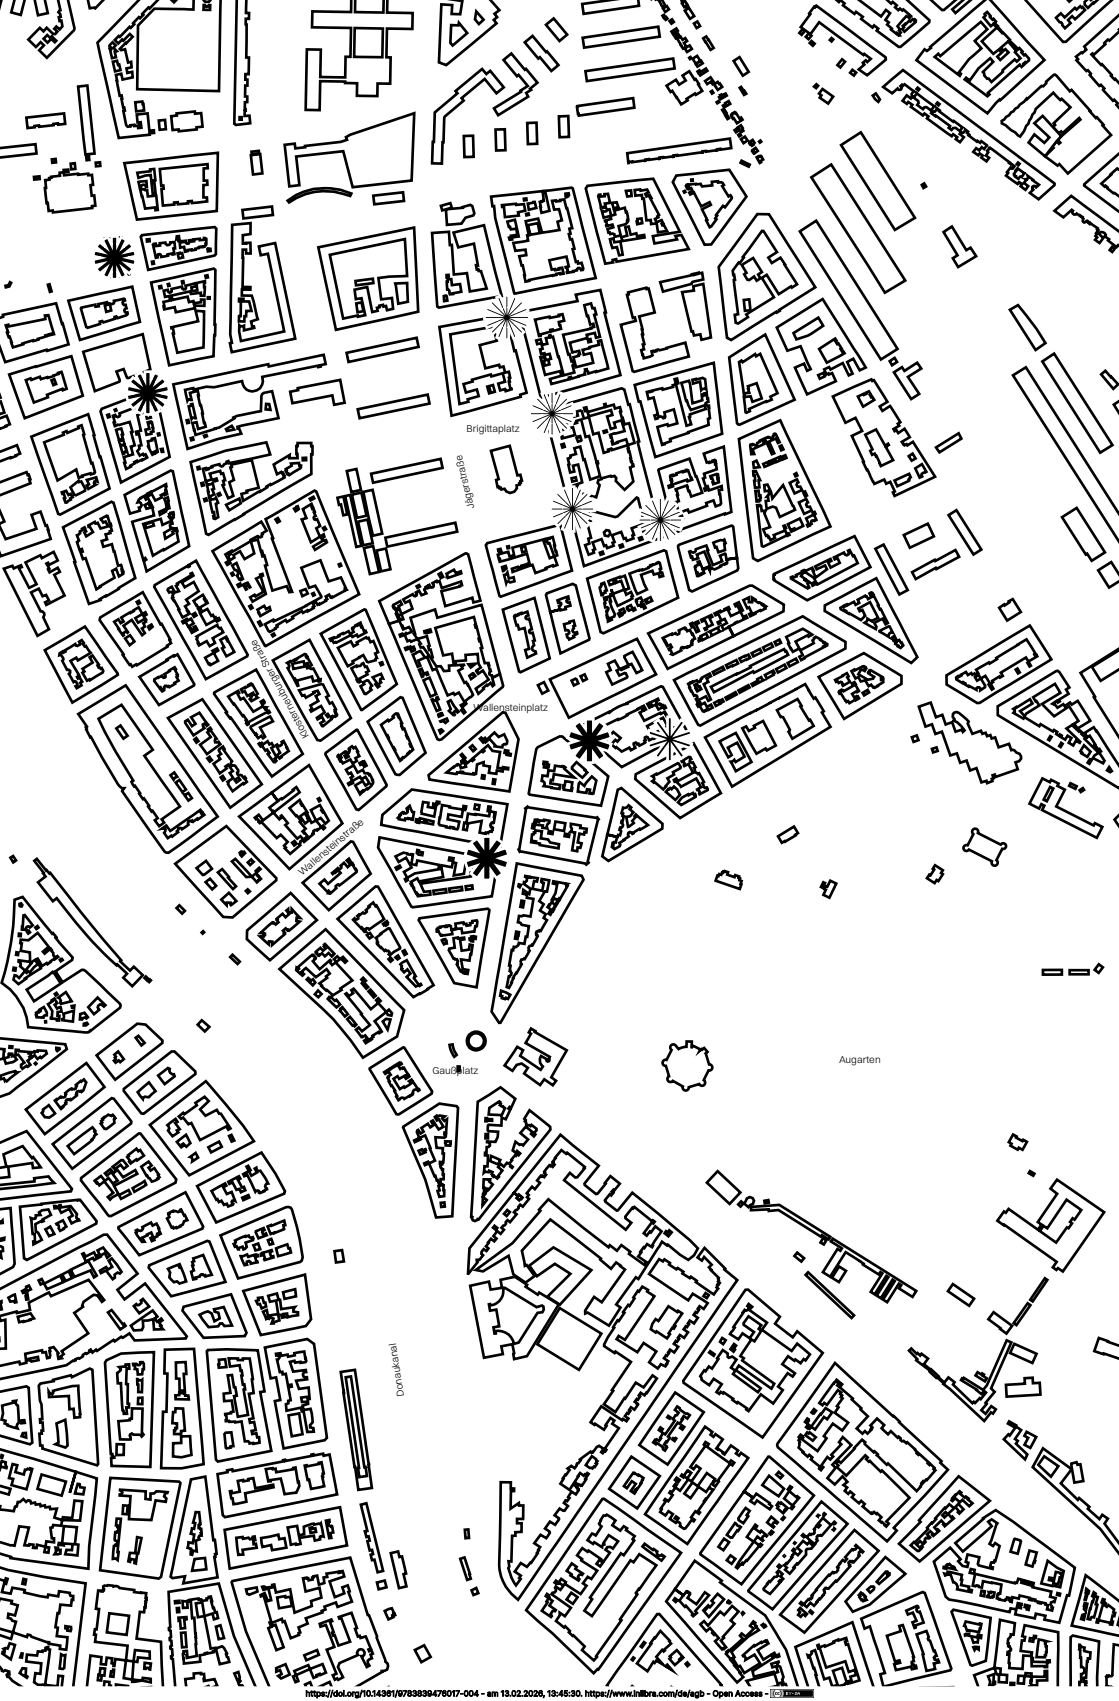 Brigittaplatz
Jägerstraße
Klosterneuburger Straße
Wallensteinplatz
Wallensteinstraße
Gaußplatz
Augarten
Donaukanal
https://doi.org/10.14361/9783839476017-004 - am 13.02.2026, 13:45:30. https://www.inlibra.com/de/agb - Open Access -